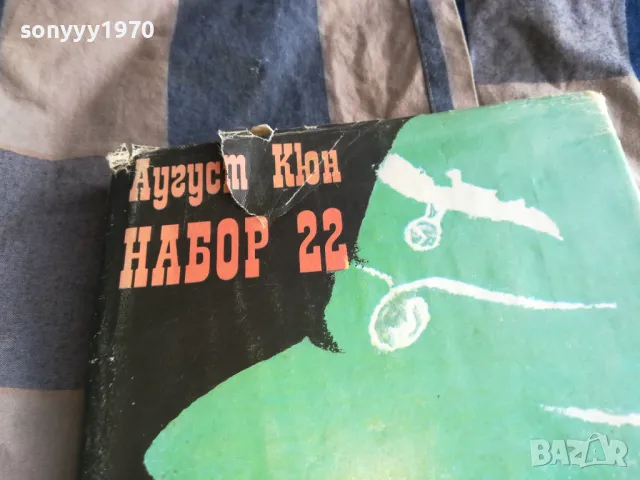 sonyyy1970
Аугуст Кюн
НАБОР 22
BAZAR